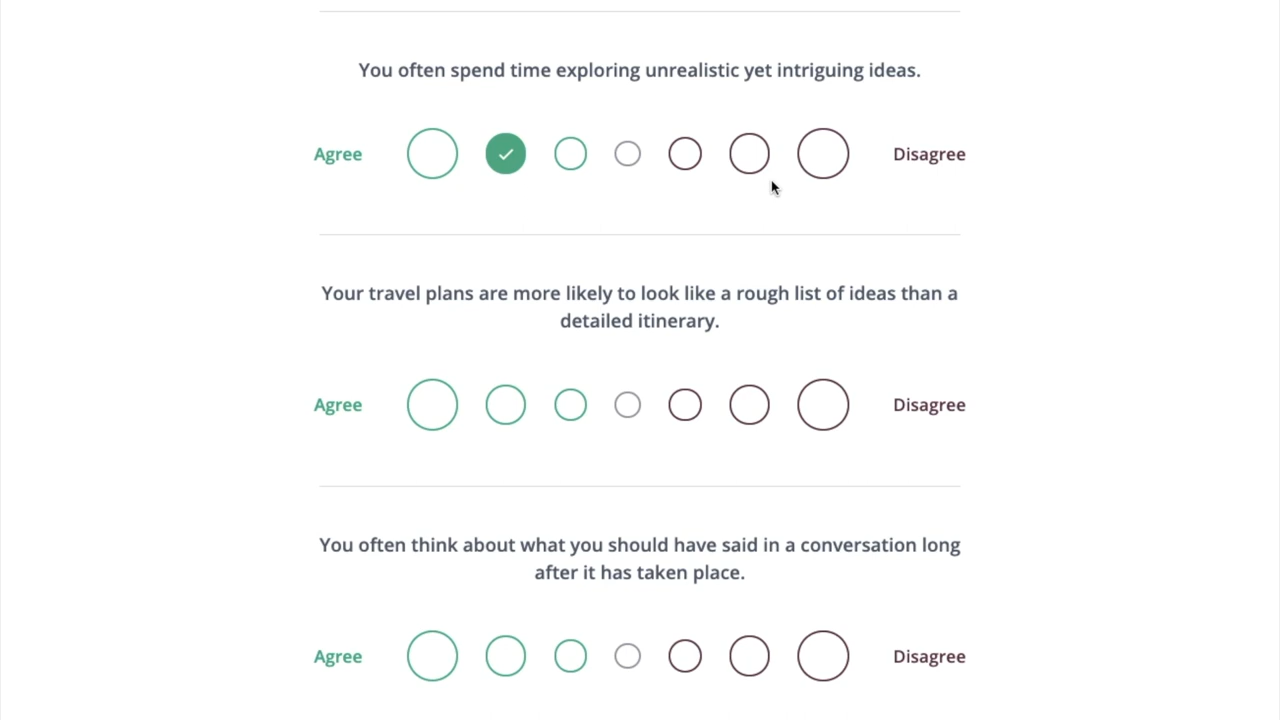 You often spend time exploring unrealistic yet intriguing ideas.
Agree Disagree
Your travel plans are more likely to look like a rough list of ideas than a
detailed itinerary.
Agree Disagree
You often think about what you should have said in a conversation long
after it has taken place.
Agree Disagree